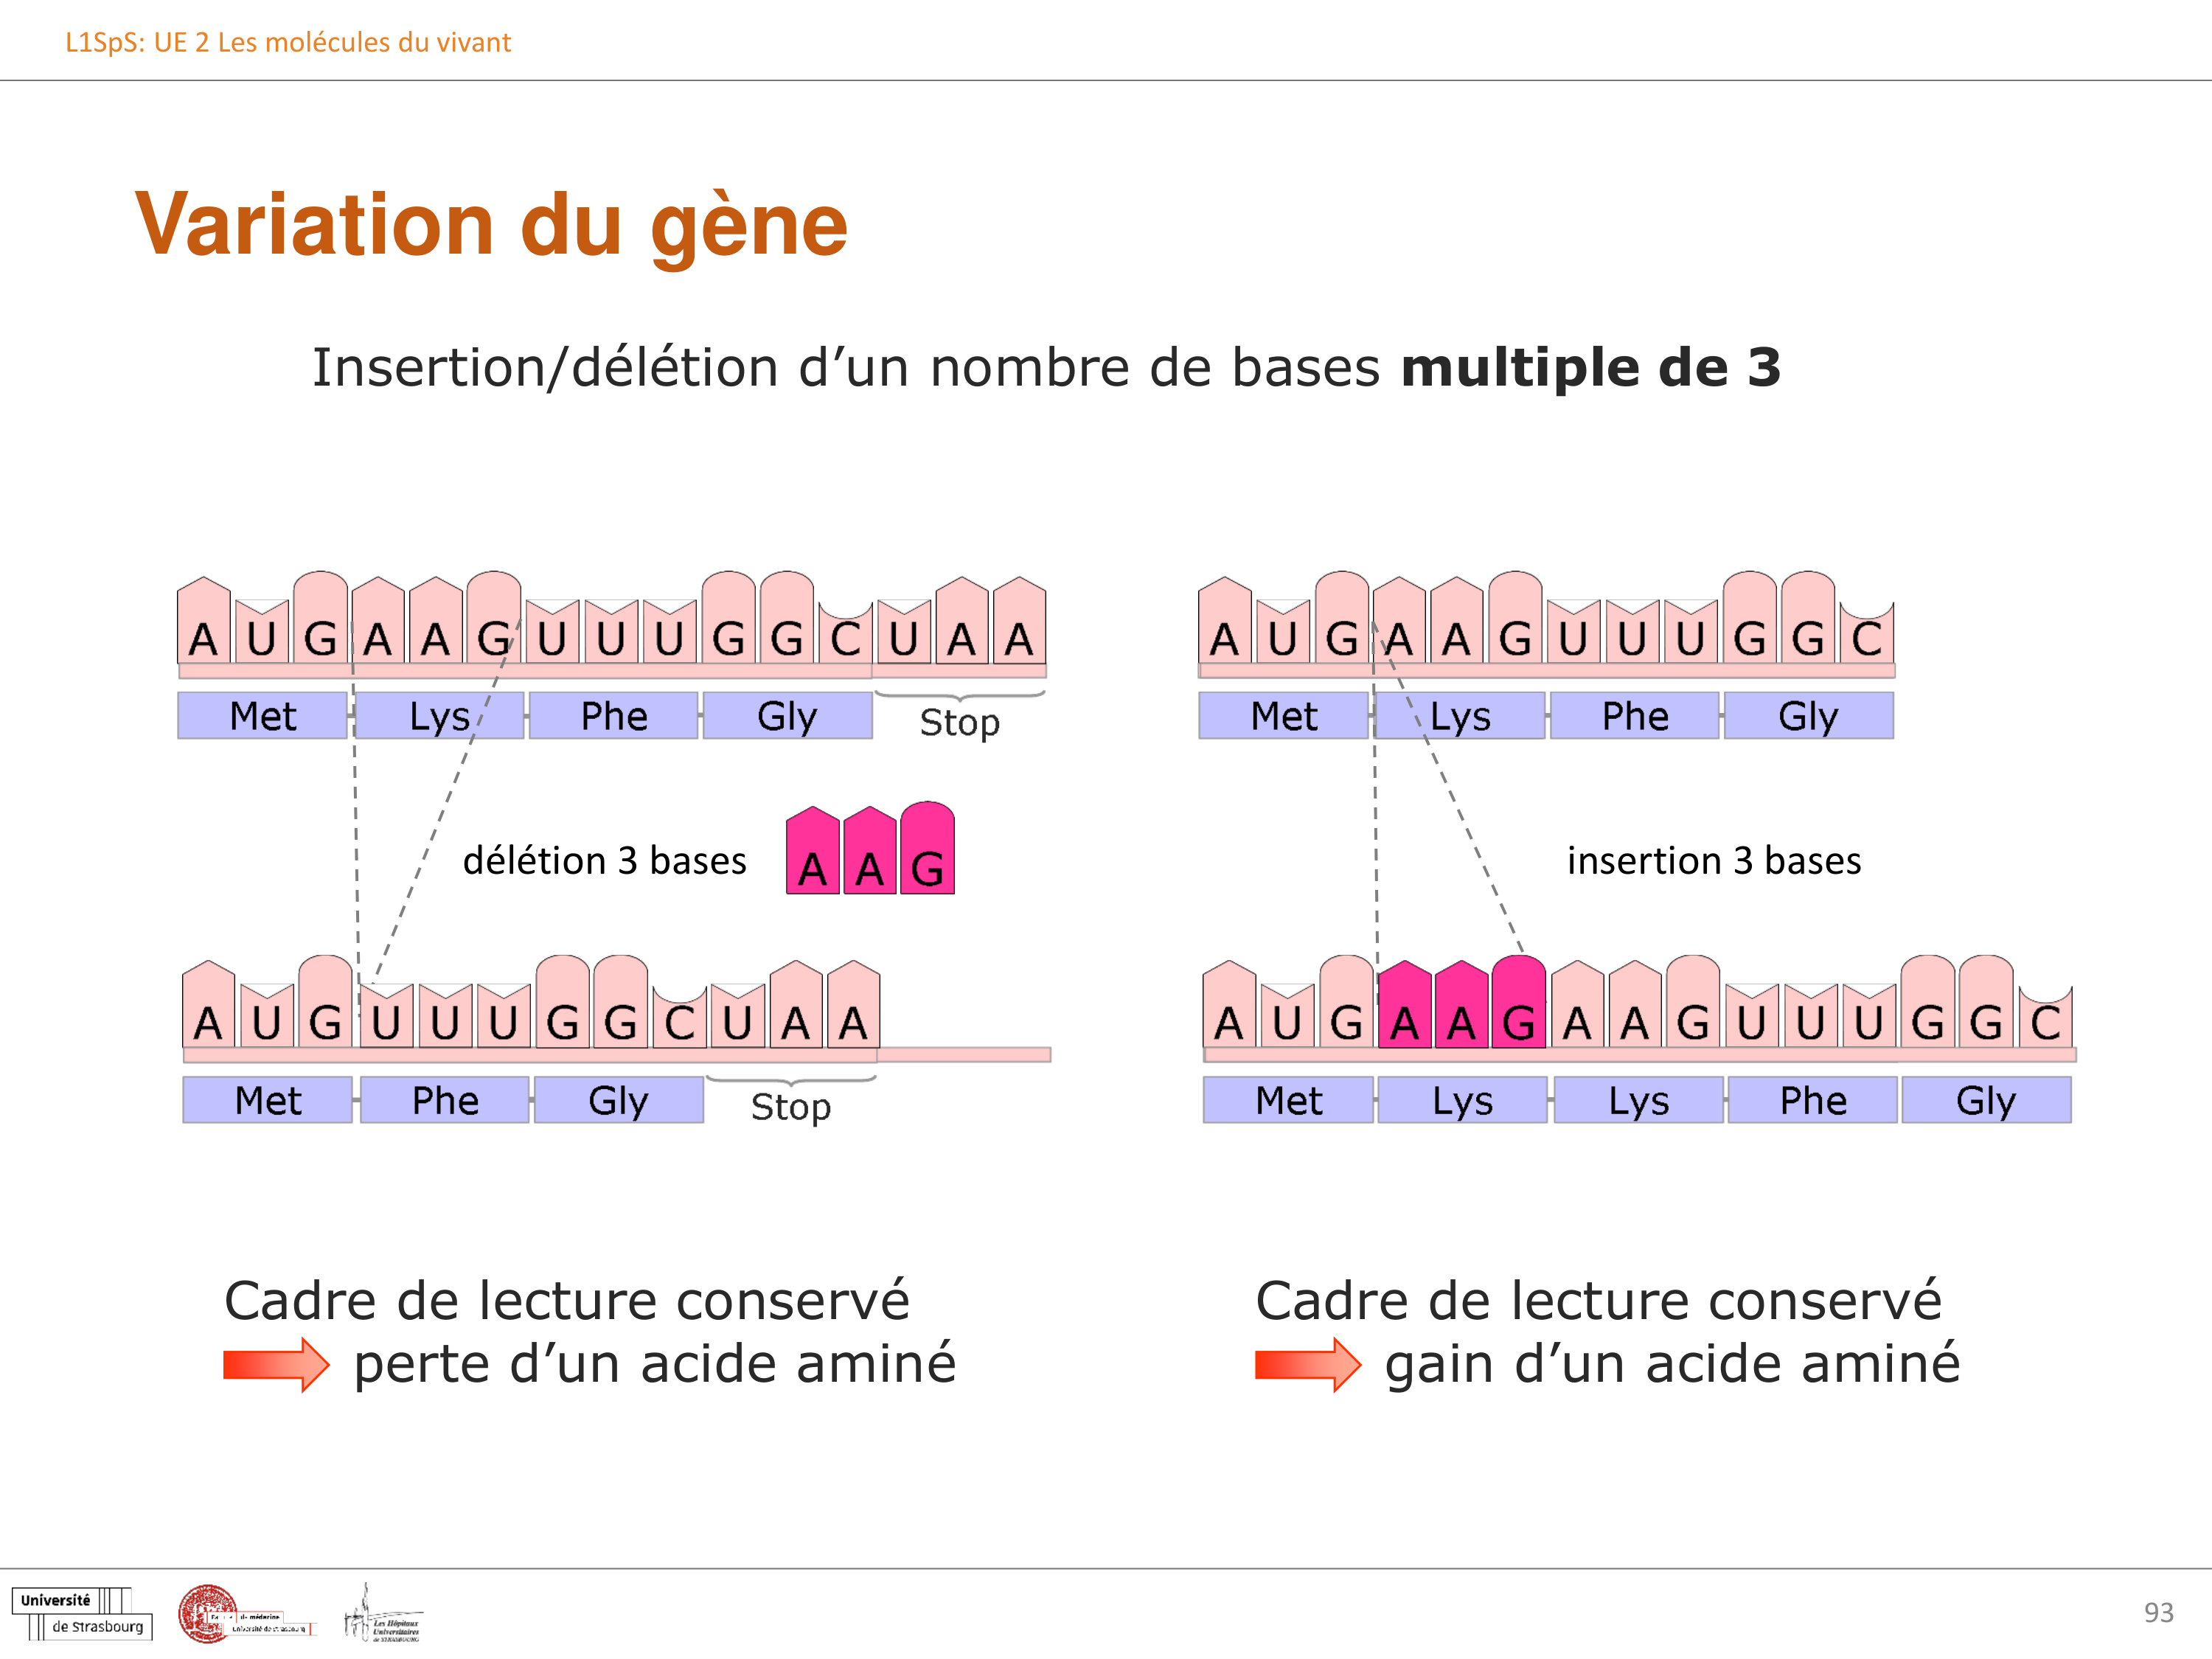 L1SpS: UE 2 Les molécules du vivant
Variation du gène
Insertion/délétion d’un nombre de bases multiple de 3
A U G A A G U U U G G C U A A
Met Lys Phe Gly Stop
délétion 3 bases A A G
A U G U U U G G C U A A
Met Phe Gly Stop
Cadre de lecture conservé
perte d’un acide aminé
A U G A A G U U U G G C
Met Lys Phe Gly
insertion 3 bases
A U G A A G A A G U U U G G C
Met Lys Lys Phe Gly
Cadre de lecture conservé
gain d’un acide aminé
Université
de Strasbourg
de médecine
Université de Strasbourg
Les Hôpitaux
Universitaires
de STRASBOURG
93